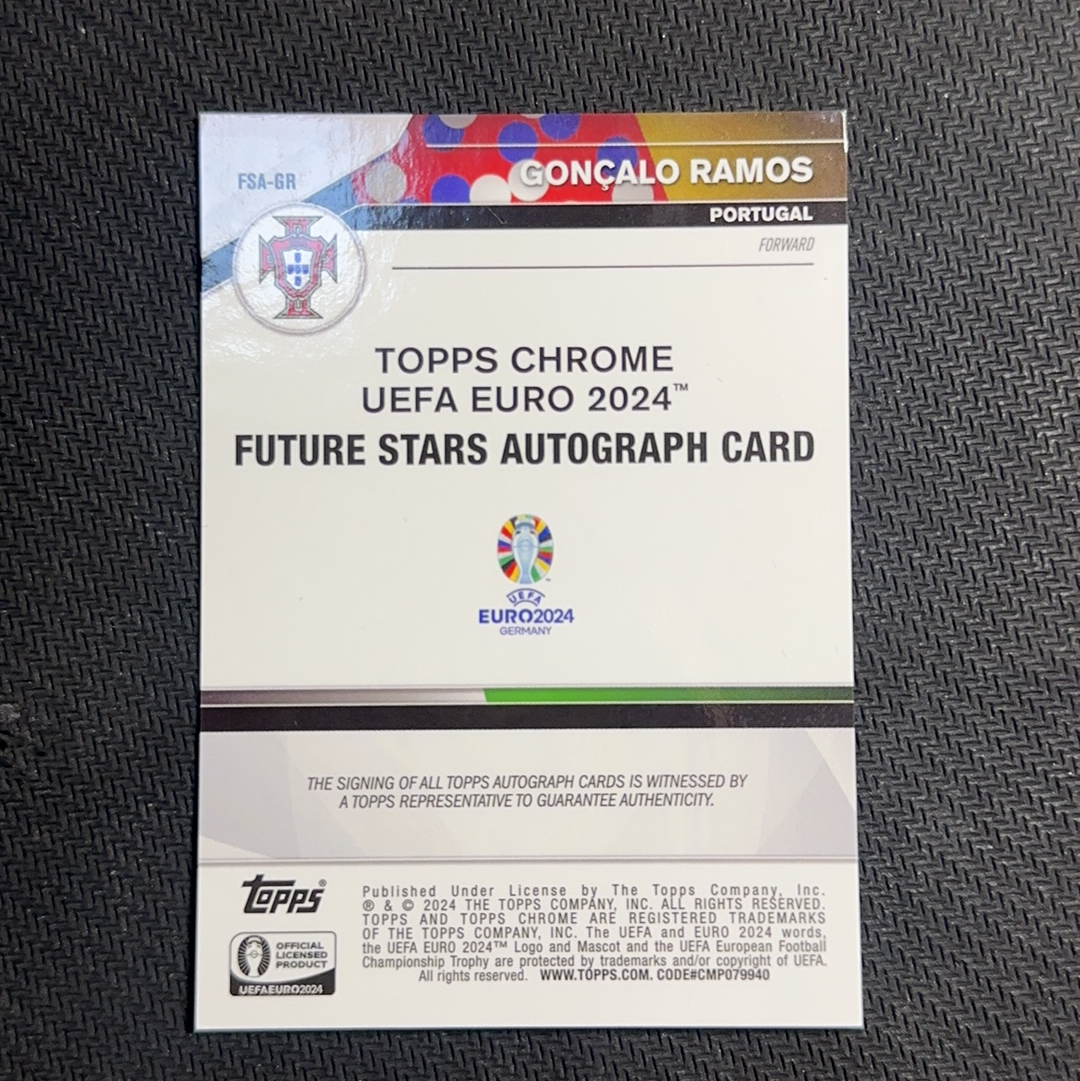 FSA-GR
GONÇALO RAMOS
PORTUGAL
FORWARD
TOPPS CHROME
UEFA EURO 2024™
FUTURE STARS AUTOGRAPH CARD
UEFA
EURO2024
GERMANY
THE SIGNING OF ALL TOPPS AUTOGRAPH CARDS IS WITNESSED BY
A TOPPS REPRESENTATIVE TO GUARANTEE AUTHENTICITY.
topps®
OFFICIAL
LICENSED
PRODUCT
UEFAEURO2024
Published Under License by The Topps Company, Inc.
® & © 2024 THE TOPPS COMPANY, INC. ALL RIGHTS RESERVED.
TOPPS AND TOPPS CHROME ARE REGISTERED TRADEMARKS
OF THE TOPPS COMPANY, INC. The UEFA and EURO 2024 words,
the UEFA EURO 2024™ Logo and Mascot and the UEFA European Football
Championship Trophy are protected by trademarks and/or copyright of UEFA.
All rights reserved. WWW.TOPPS.COM. CODE#CMP079940